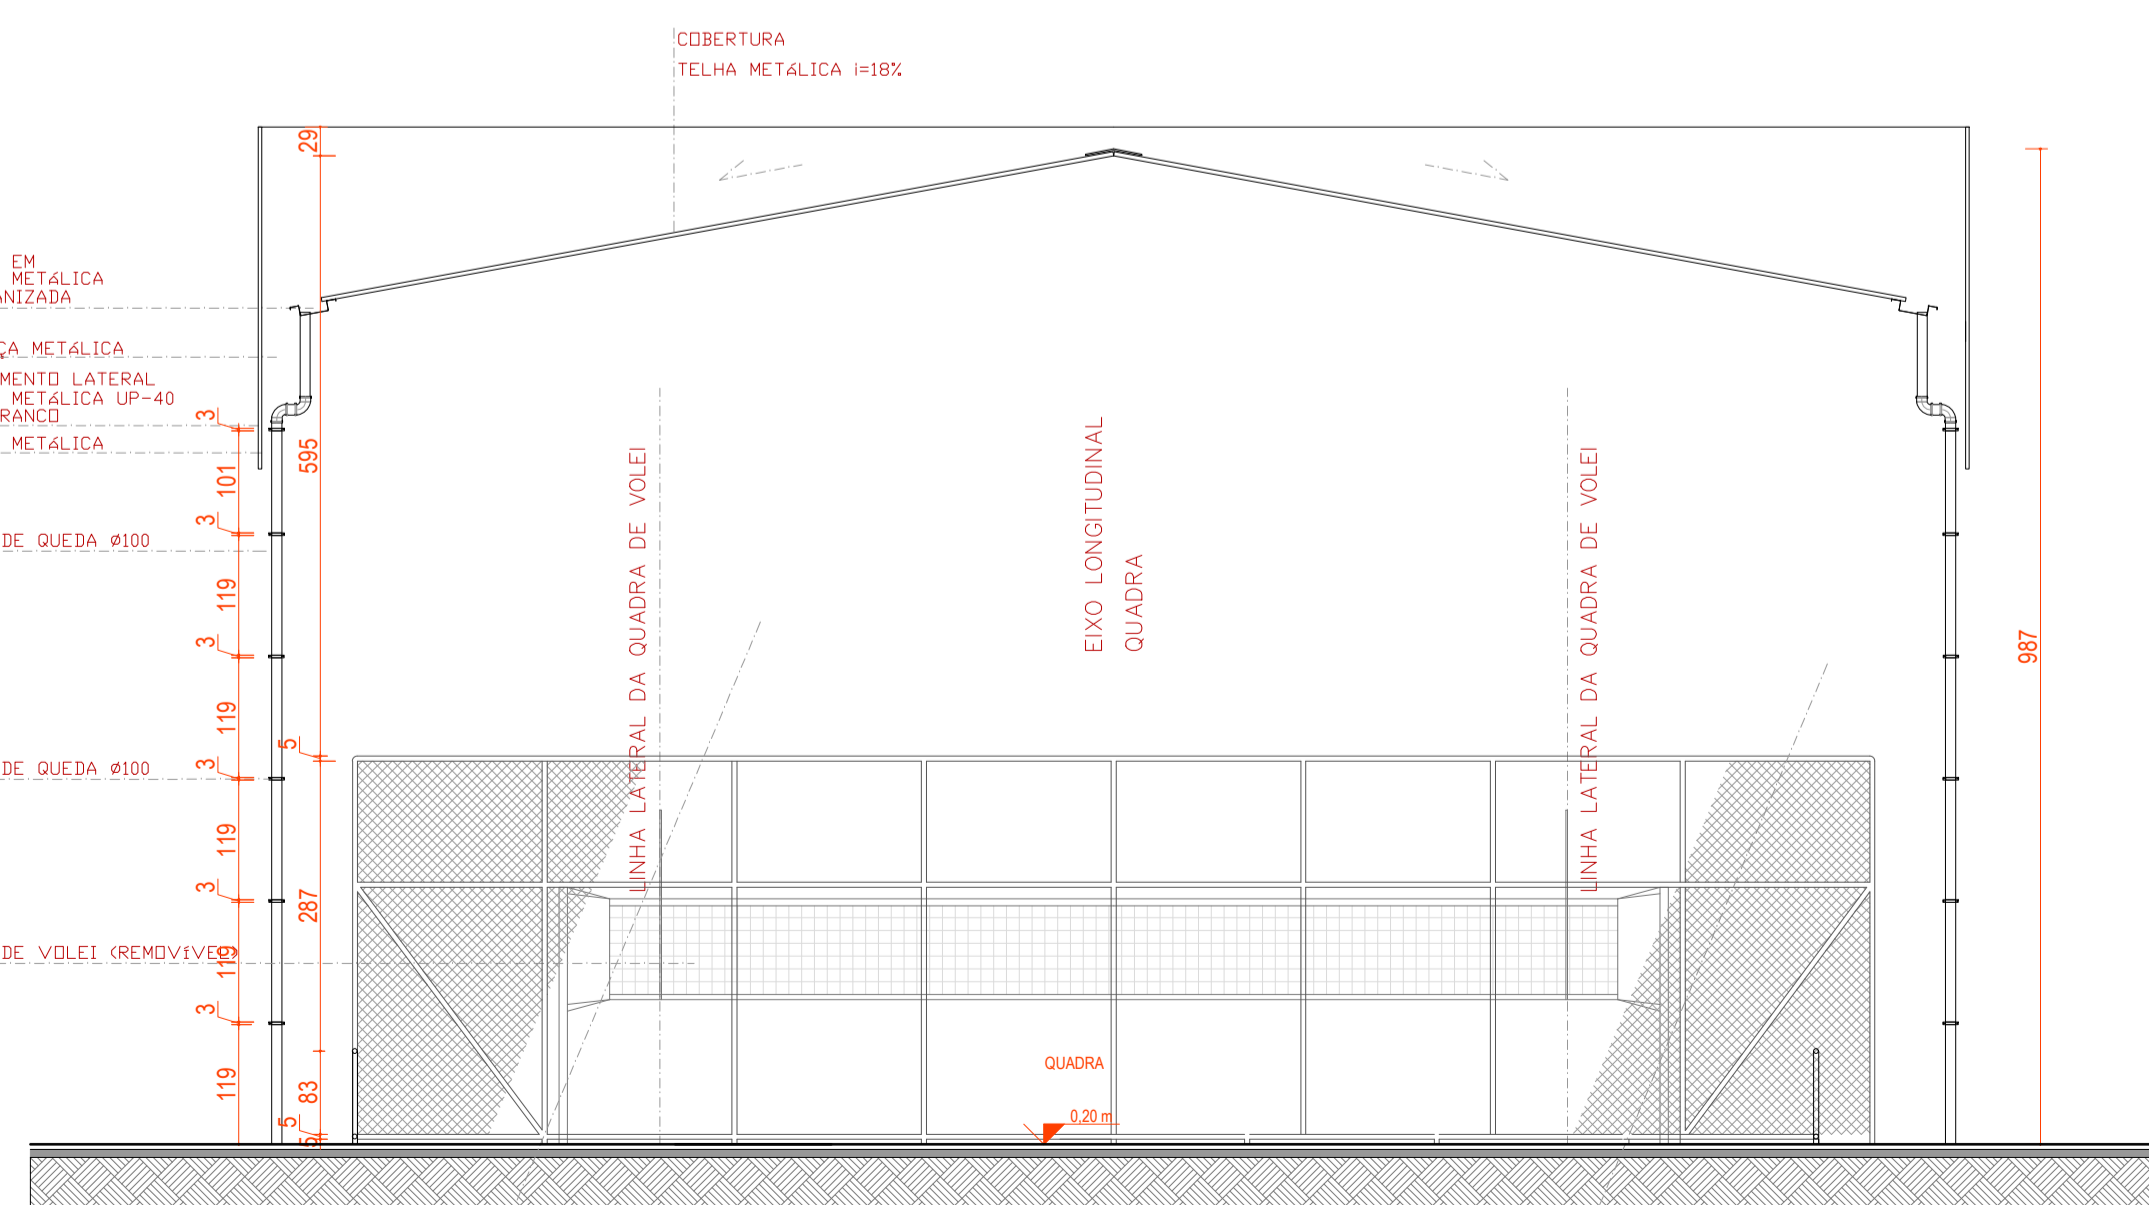 COBERTURA
TELHA METáLICA i=18%
EM
METáLICA
ANIZADA
ÇA METáLICA
MENTO LATERAL
METáLICA UP-40
RANCO
METáLICA
DE QUEDA ø100
DE QUEDA ø100
DE VOLEI (REMOVíVEL)
29
595
5
287
83
5
5
3
101
3
119
3
119
3
119
3
119
3
119
LINHA LATERAL DA QUADRA DE VOLEI
EIXO LONGITUDINAL
QUADRA
LINHA LATERAL DA QUADRA DE VOLEI
987
QUADRA
0,20 m